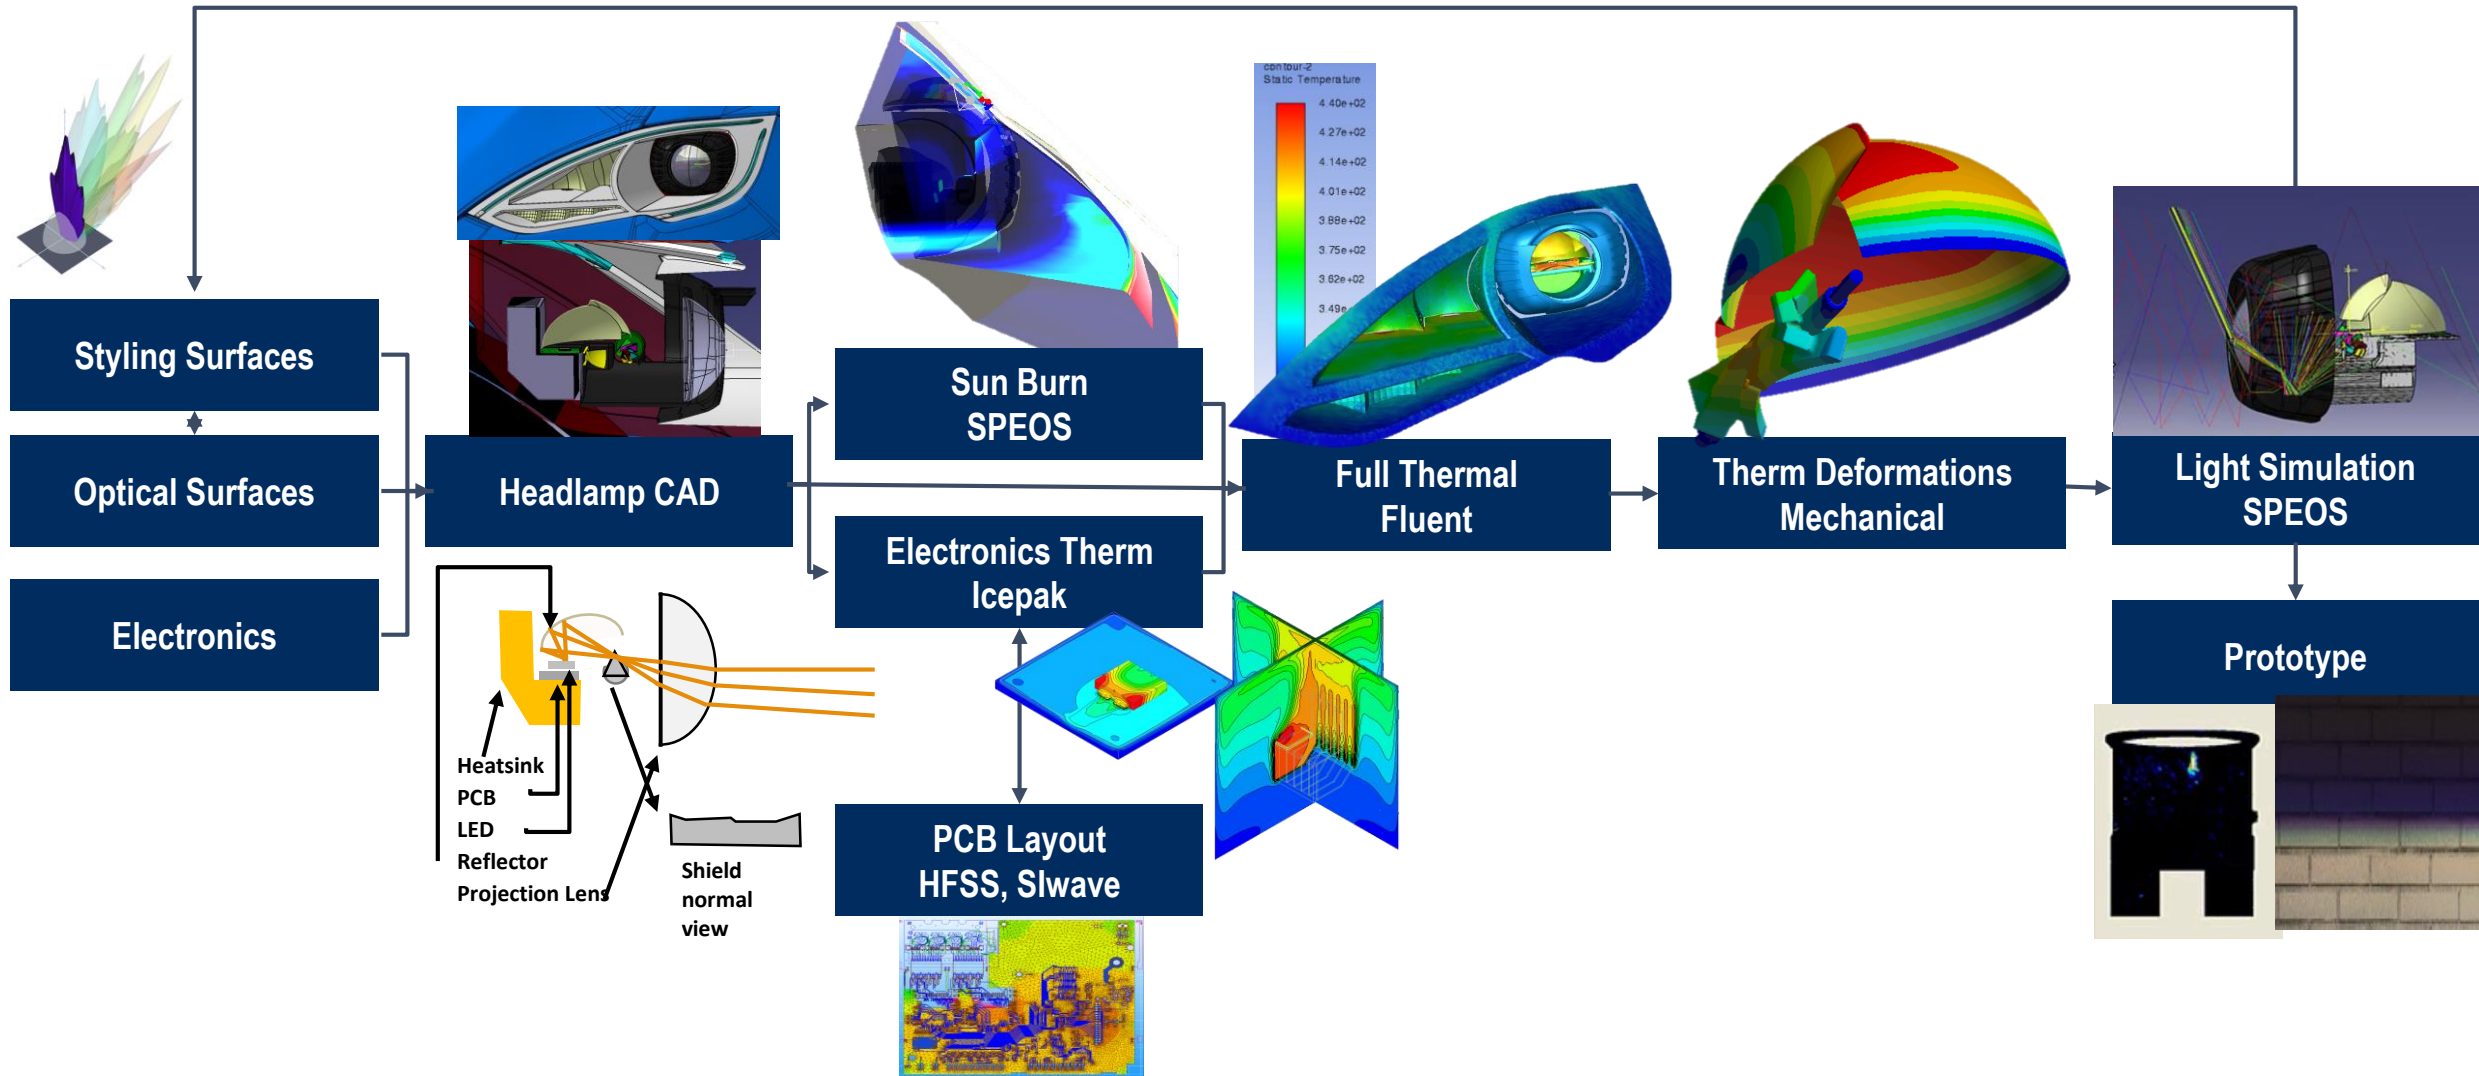 contour-2
Static Temperature
4.40e+02
4.27e+02
4.14e+02
4.01e+02
3.88e+02
3.75e+02
3.62e+02
3.49e
Styling Surfaces
Optical Surfaces
Electronics
Headlamp CAD
Sun Burn
SPEOS
Electronics Therm
Icepak
PCB Layout
HFSS, SIwave
Full Thermal
Fluent
Therm Deformations
Mechanical
Light Simulation
SPEOS
Prototype
Heatsink
PCB
LED
Reflector
Projection Lens
Shield
normal
view